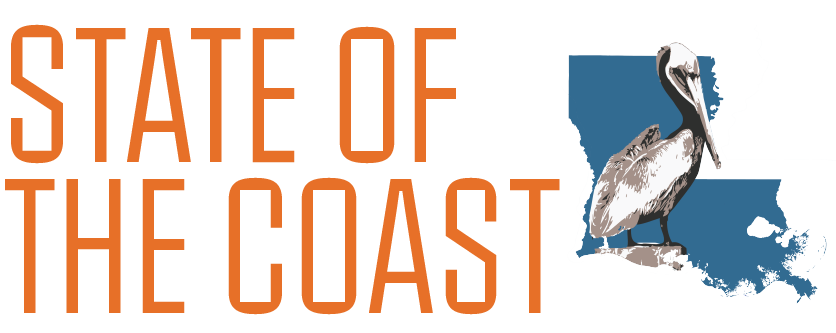 STATE OF
THE COAST